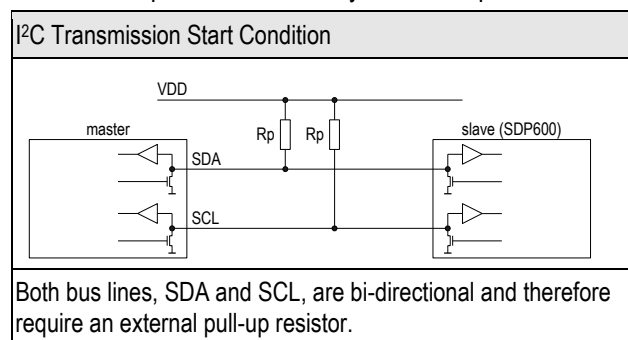 I²C Transmission Start Condition
VDD
master
Rp
Rp
slave (SDP600)
SDA
SCL
Both bus lines, SDA and SCL, are bi-directional and therefore
require an external pull-up resistor.